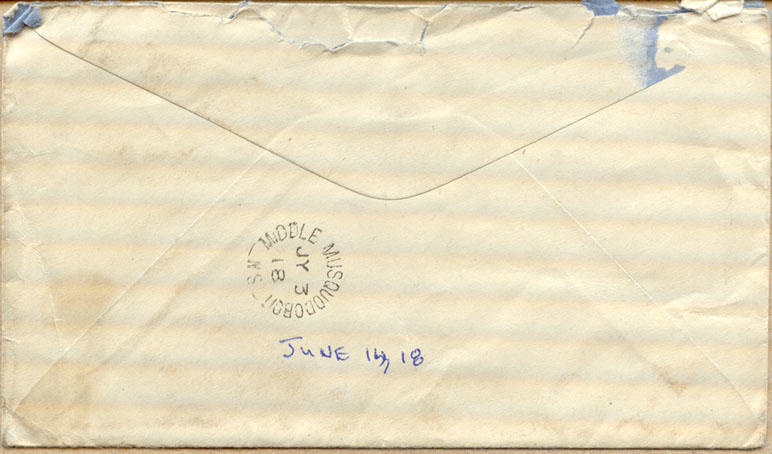 MIDDLE MUSQUODOBOIT N.S.
JY 3
18
JUNE 14, 18